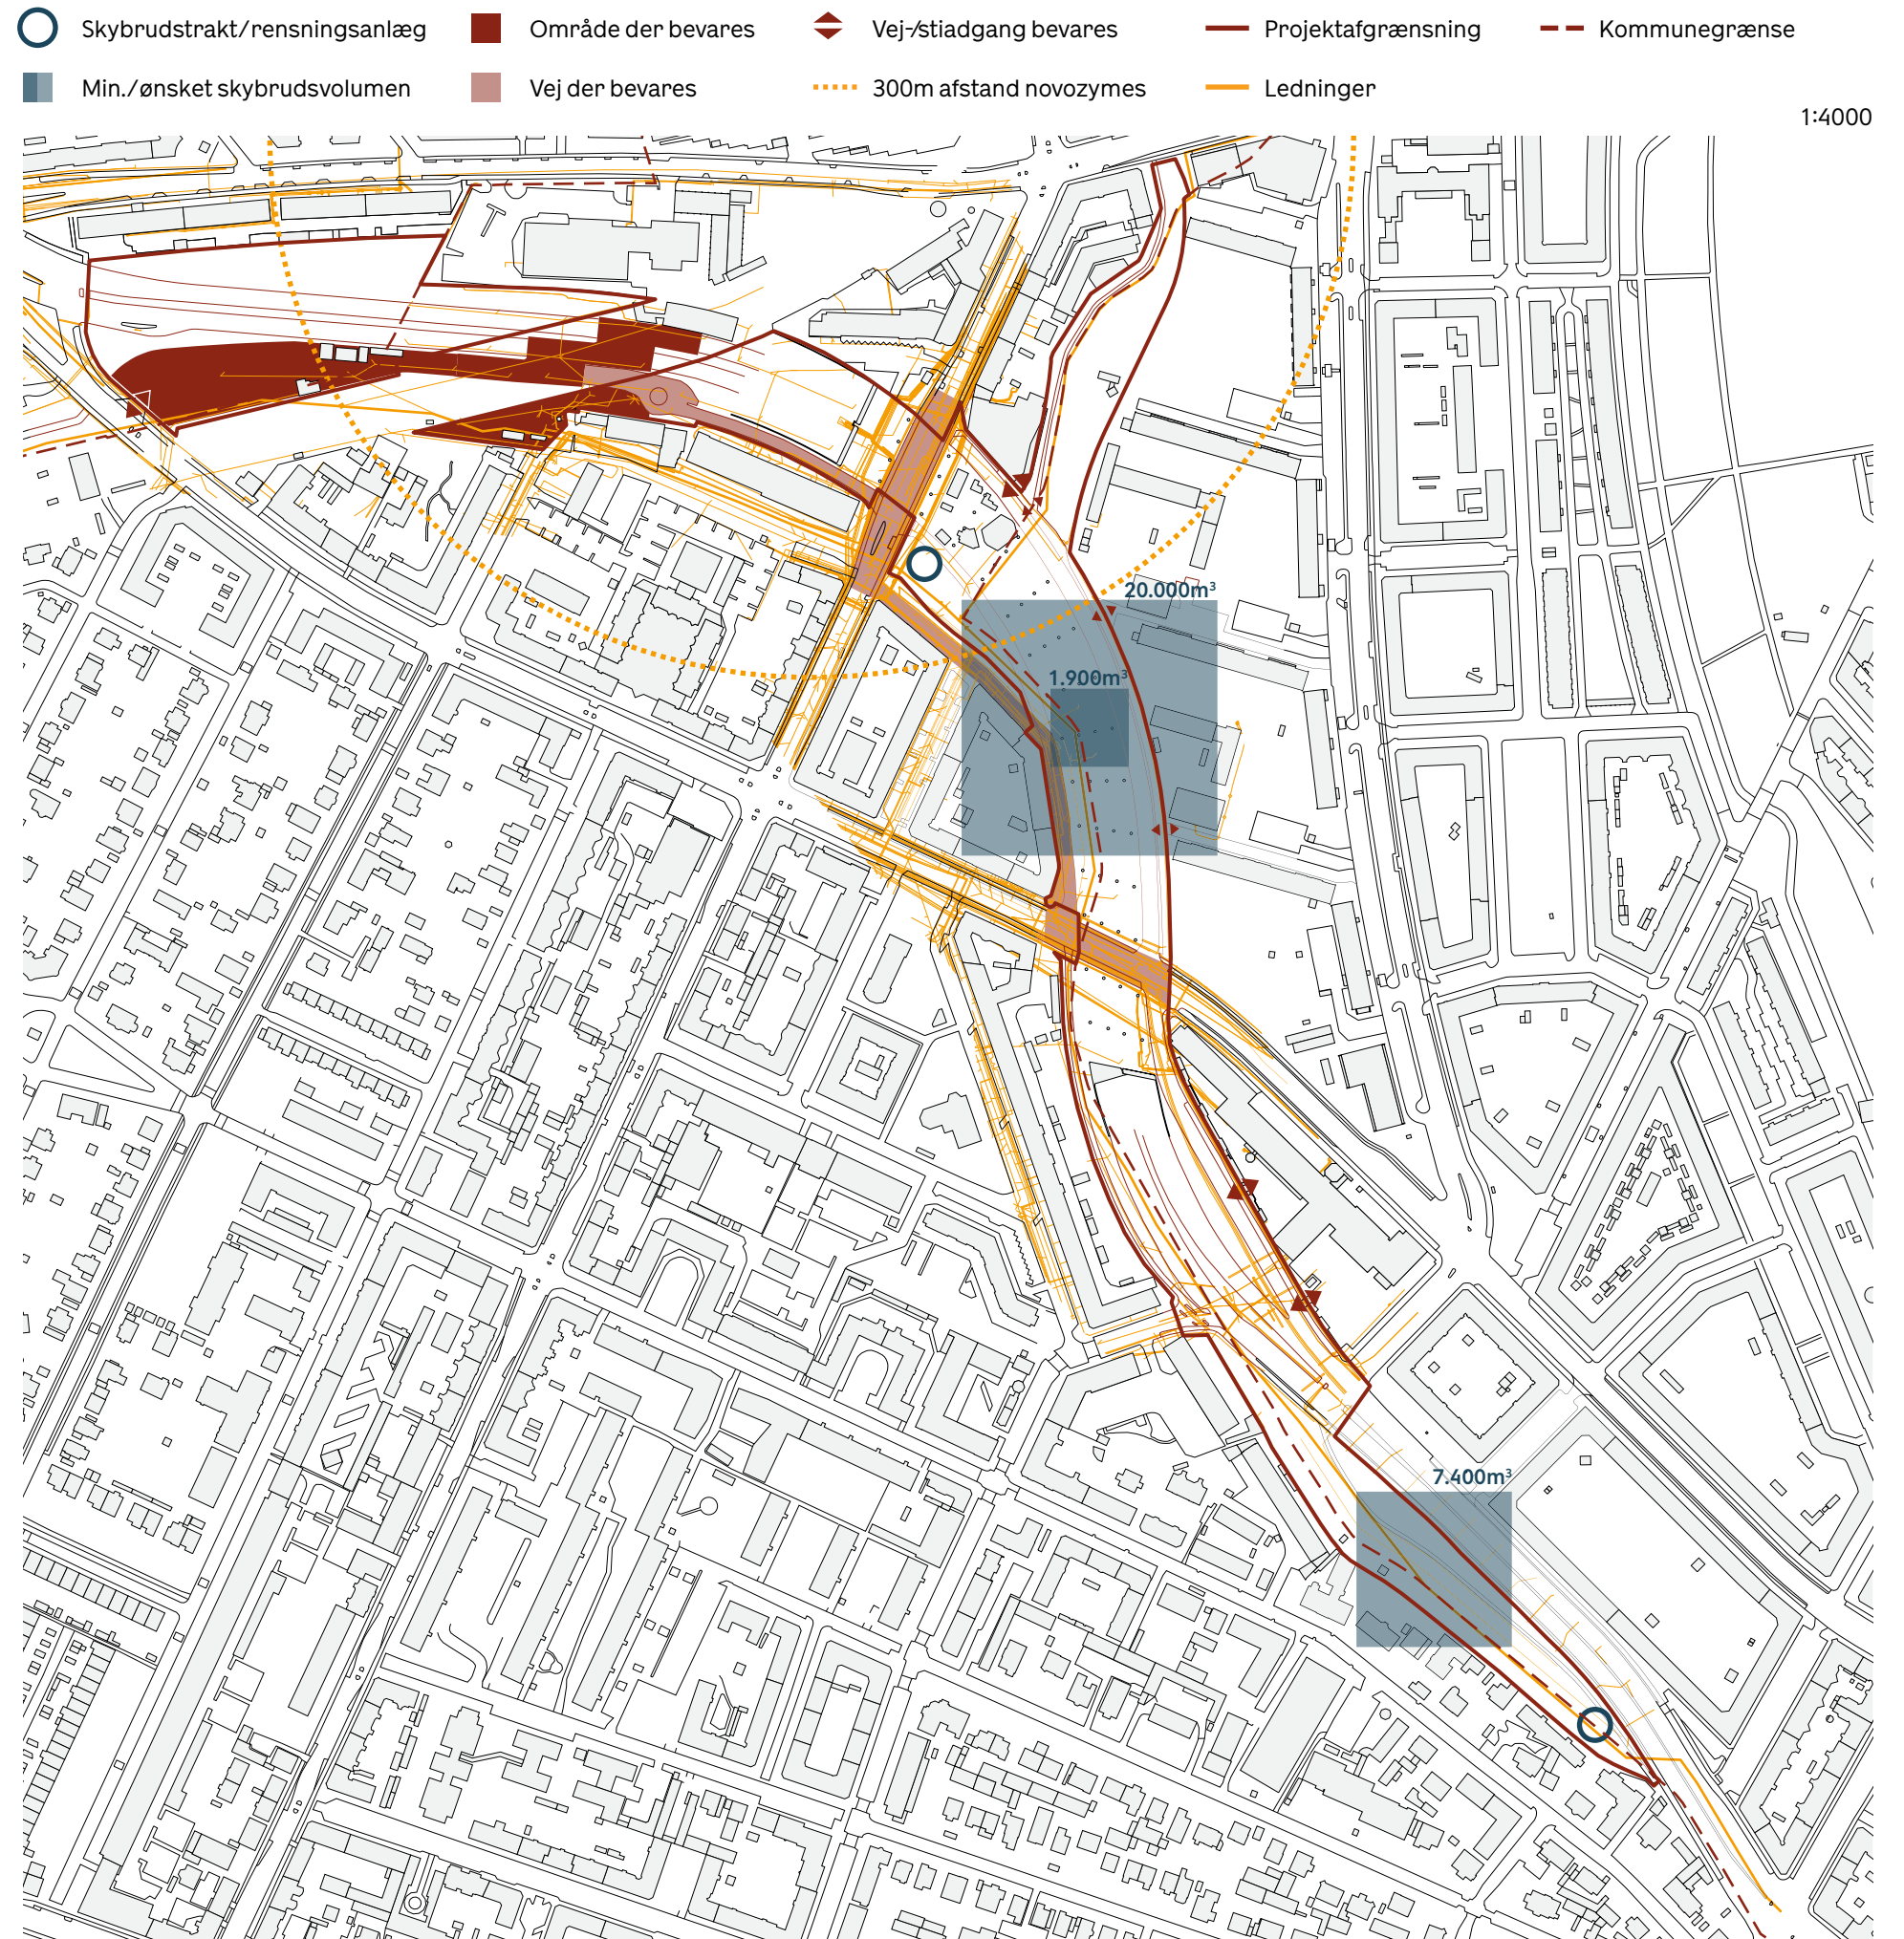 Skybrudstrakt/rensningsanlæg
Område der bevares
Vej-/stiadgang bevares
Projektafgrænsning
Kommunegrænse
Min./ønsket skybrudsvolumen
Vej der bevares
300m afstand novozymes
Ledninger
1:4000
20.000m³
1.900m³
7.400m³